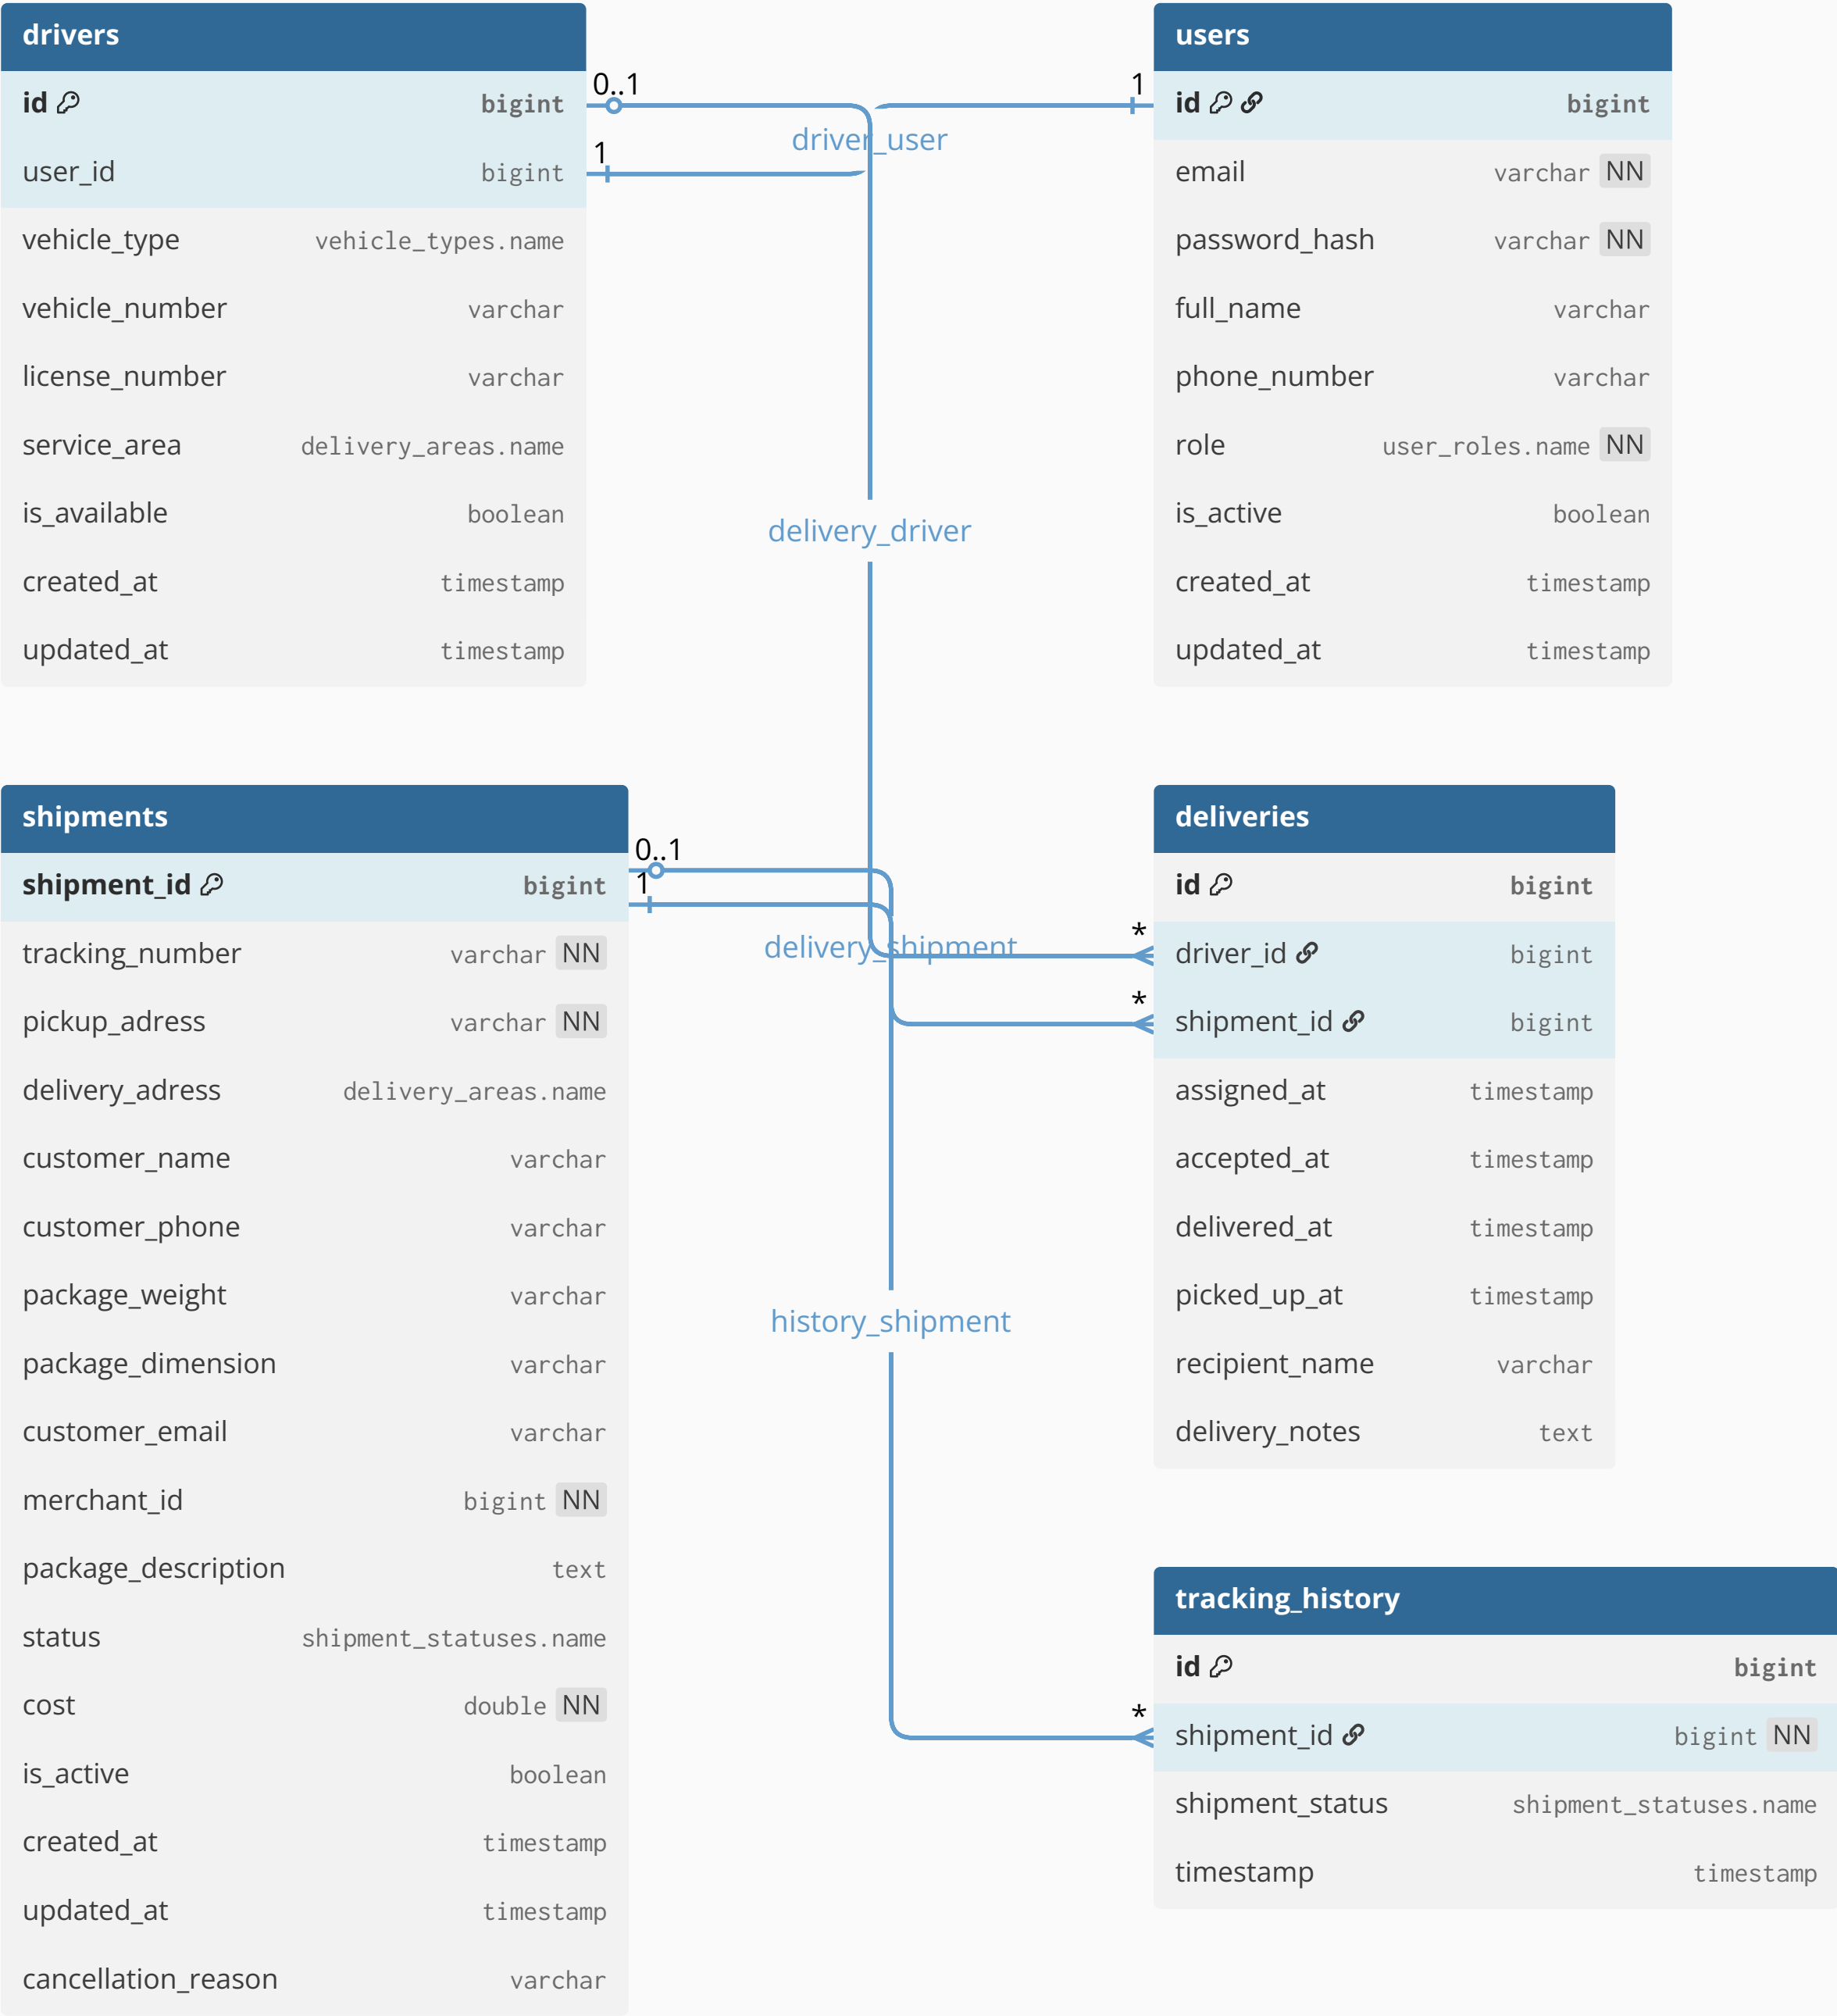 drivers
id bigint
user_id bigint
vehicle_type vehicle_types.name
vehicle_number varchar
license_number varchar
service_area delivery_areas.name
is_available boolean
created_at timestamp
updated_at timestamp
0..1
1
driver_user
1
users
id bigint
email varchar NN
password_hash varchar NN
full_name varchar
phone_number varchar
role user_roles.name NN
is_active boolean
created_at timestamp
updated_at timestamp
delivery_driver
shipments
shipment_id bigint
tracking_number varchar NN
pickup_adress varchar NN
delivery_adress delivery_areas.name
customer_name varchar
customer_phone varchar
package_weight varchar
package_dimension varchar
customer_email varchar
merchant_id bigint NN
package_description text
status shipment_statuses.name
cost double NN
is_active boolean
created_at timestamp
updated_at timestamp
cancellation_reason varchar
0..1
1
delivery_shipment
*
*
deliveries
id bigint
driver_id bigint
shipment_id bigint
assigned_at timestamp
accepted_at timestamp
delivered_at timestamp
picked_up_at timestamp
recipient_name varchar
delivery_notes text
history_shipment
*
tracking_history
id bigint
shipment_id bigint NN
shipment_status shipment_statuses.name
timestamp timestamp